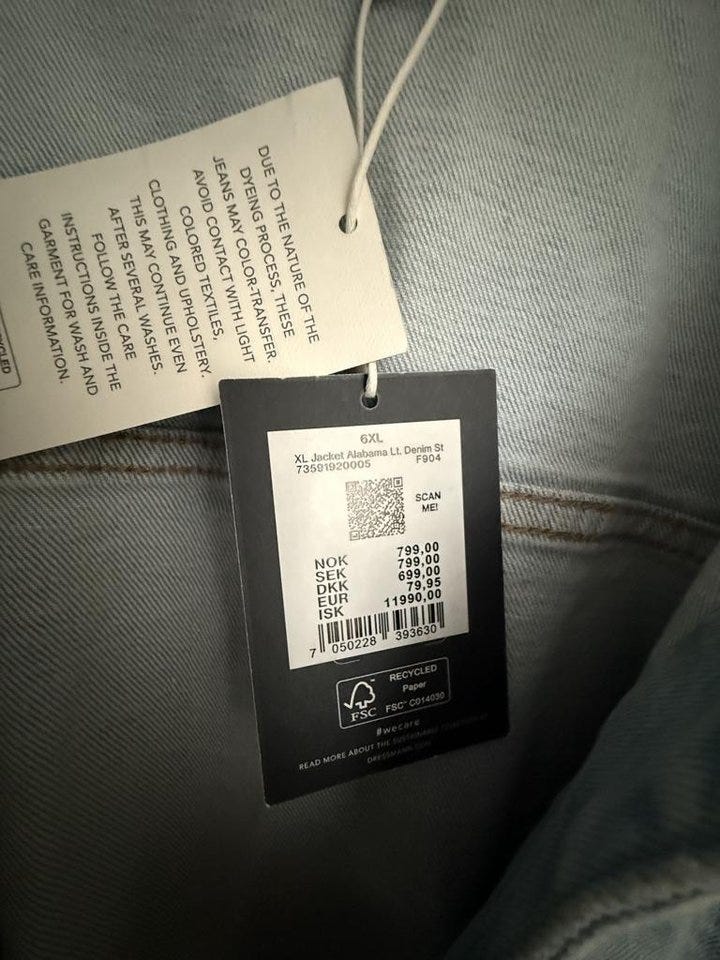 DUE TO THE NATURE OF THE
DYEING PROCESS, THESE
JEANS MAY COLOR-TRANSFER.
AVOID CONTACT WITH LIGHT
COLORED TEXTILES,
CLOTHING AND UPHOLSTERY.
THIS MAY CONTINUE EVEN
AFTER SEVERAL WASHES.
FOLLOW THE CARE
INSTRUCTIONS INSIDE THE
GARMENT FOR WASH AND
CARE INFORMATION.
6XL
XL Jacket Alabama Lt. Denim St
73591920005 F904
SCAN
ME!
NOK 799,00
SEK 799,00
DKK 699,00
EUR 79,95
ISK 11990,00
7 050228 393630
RECYCLED
Paper
FSC™ C014030
FSC
#wecare
READ MORE ABOUT THE SUSTAINABLE
DRESSMANN.COM